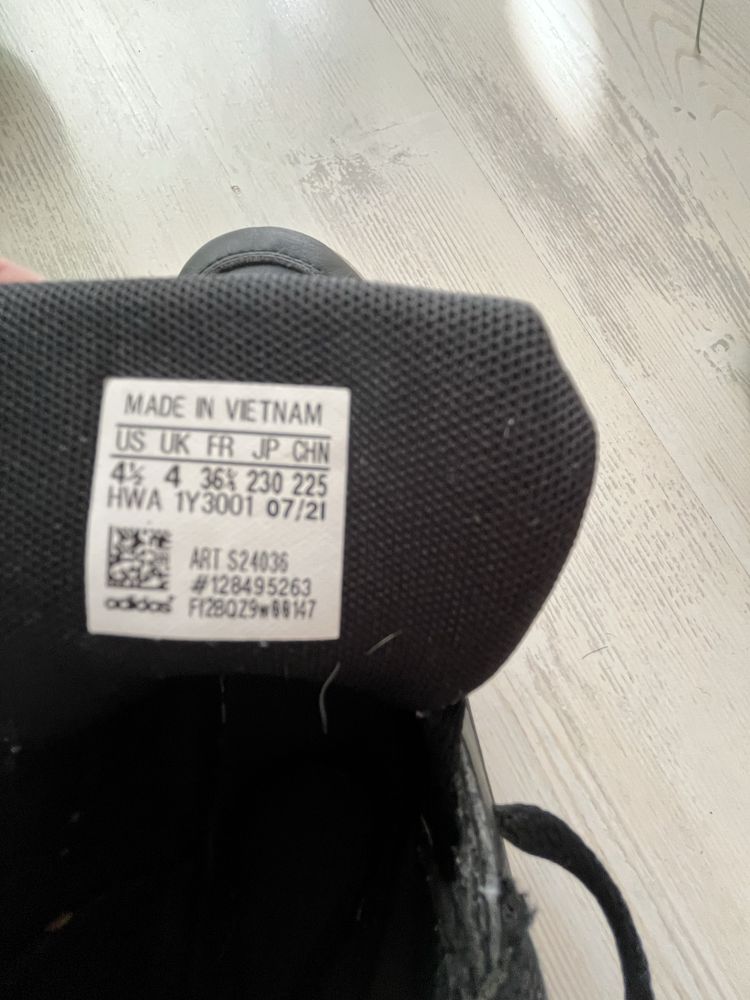 MADE IN VIETNAM
US UK FR JP CHN
4½ 4 36⅔ 230 225
HWA 1Y3001 07/21
ART S24036
#128495263
adidas